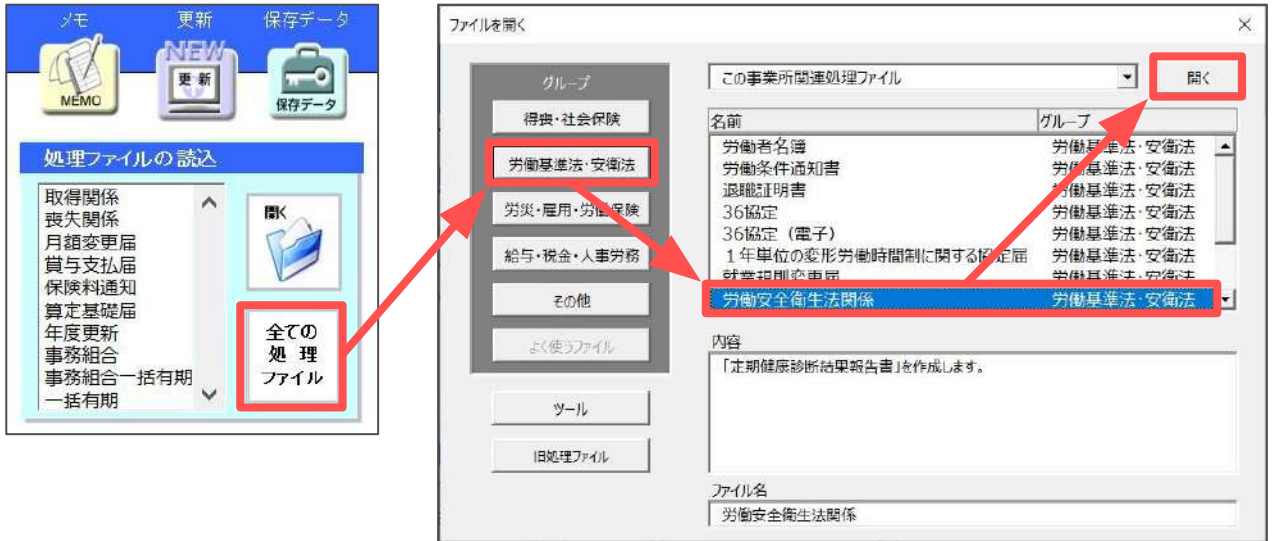 メモ 更新 保存データ
MEMO
NEW
更新
保存データ
処理ファイルの読込
取得関係
喪失関係
月額変更届
賞与支払届
保険料通知
算定基礎届
年度更新
事務組合
事務組合一括有期
一括有期
開く
全ての
処 理
ファイル
ファイルを開く
グループ
得喪・社会保険
労働基準法・安衛法
労災・雇用・労働保険
給与・税金・人事労務
その他
よく使うファイル
ツール
旧処理ファイル
この事業所関連処理ファイル
開く
名前 グループ
労働者名簿 労働基準法・安衛法
労働条件通知書 労働基準法・安衛法
退職証明書 労働基準法・安衛法
36協定 労働基準法・安衛法
36協定(電子) 労働基準法・安衛法
1年単位の変形労働時間制に関する協定届 労働基準法・安衛法
就業規則変更届 労働基準法・安衛法
労働安全衛生法関係 労働基準法・安衛法
内容
「定期健康診断結果報告書」を作成します。
ファイル名
労働安全衛生法関係